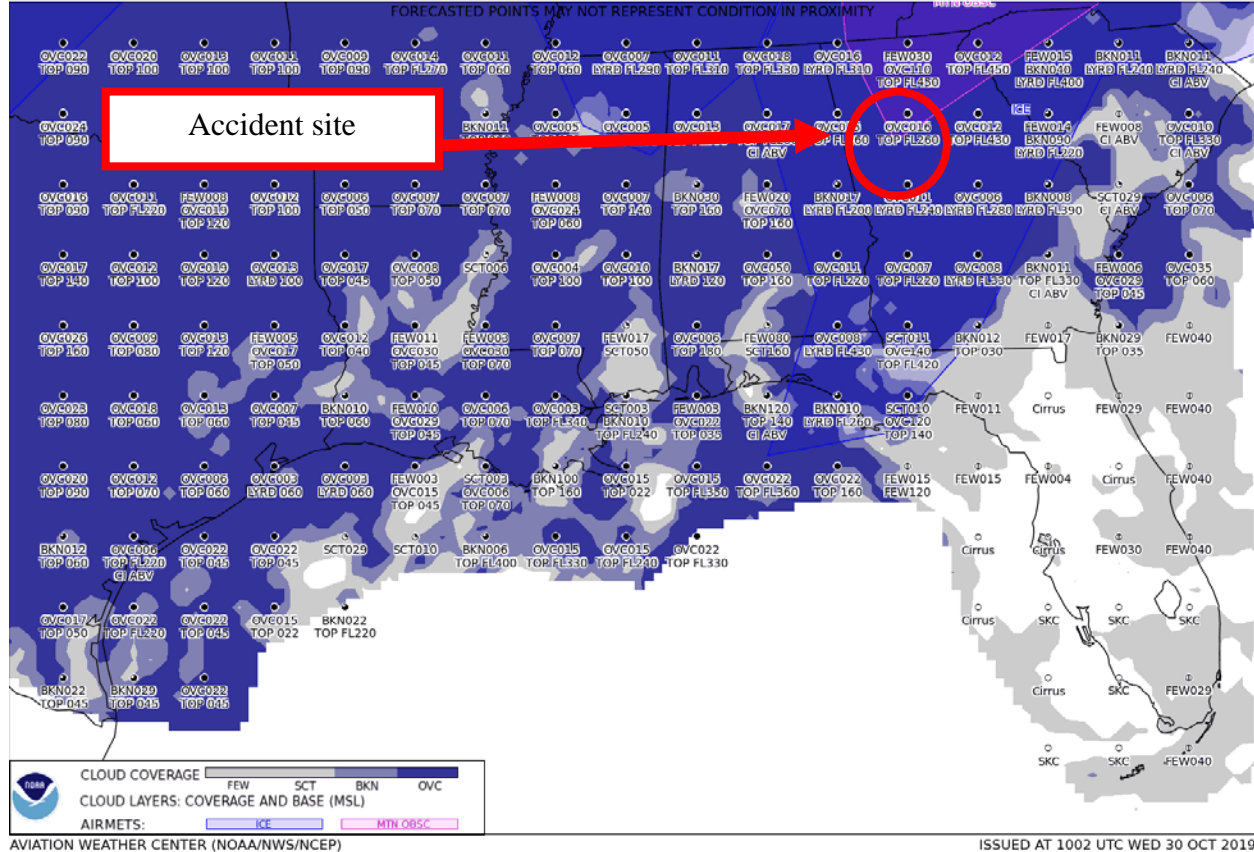 FORECASTED POINTS MAY NOT REPRESENT CONDITION IN PROXIMITY
MTN OBSC
OVC022 OVC020 OVC013 OVC011 OVC009 OVC014 OVC011 OVC012 OVC007 OVC011 OVC018 OVC016 FEW030 OVC012 FEW015 BKN011 BKN011
TOP 090 TOP 100 TOP 100 TOP 100 TOP 090 TOP FL270 TOP 060 TOP 060 LYRD FL290 TOP FL310 TOP FL330 LYRD FL310 OVC110 TOP FL450 BKN040 LYRD FL240 LYRD FL240
TOP FL450 LYRD FL400 CI ABV
Accident site
ICE
OVC024 BKN011 OVC005 OVC005 OVC013 OVC017 OVC016 OVC012 FEW014 FEW008 OVC010
TOP 090 TOP FL260 TOP FL430 BKN090 CI ABV TOP FL330
CI ABV LYRD FL220 CI ABV
OVC016 OVC011 FEW008 OVC012 OVC006 OVC007 OVC007 FEW008 OVC007 BKN030 FEW020 BKN017 OVC006 BKN008 SCT029 OVC006
TOP 090 TOP FL220 OVC019 TOP 100 TOP 050 TOP 070 TOP 070 OVC024 TOP 140 TOP 160 OVC070 LYRD FL200 LYRD FL240 LYRD FL280 LYRD FL390 CI ABV TOP 070
TOP 120 TOP 060 TOP 160
OVC017 OVC012 OVC019 OVC013 OVC017 OVC008 SCT006 OVC004 OVC010 BKN017 OVC050 OVC011 OVC007 OVC008 BKN011 FEW006 OVC035
TOP 140 TOP 100 TOP 120 LYRD 100 TOP 045 TOP 050 TOP 100 TOP 100 LYRD 120 TOP 160 TOP FL220 TOP FL220 LYRD FL330 TOP FL330 OVC029 TOP 060
CI ABV TOP 045
OVC026 OVC009 OVC013 FEW005 OVC012 FEW011 FEW003 OVC007 FEW017 OVC006 FEW080 OVC008 SCT011 BKN012 FEW017 BKN029 FEW040
TOP 160 TOP 080 TOP 120 OVC017 TOP 040 OVC030 OVC030 TOP 070 SCT050 TOP 180 SCT160 LYRD FL430 OVC140 TOP 030 TOP 035
TOP 050 TOP 045 TOP 070 TOP FL420
OVC023 OVC018 OVC013 OVC007 BKN010 FEW010 OVC006 OVC003 SCT003 FEW003 BKN120 BKN010 SCT010 FEW011 Cirrus FEW029 FEW040
TOP 080 TOP 060 TOP 060 TOP 045 TOP 060 OVC029 TOP 070 TOP FL340 BKN010 OVC022 TOP 140 LYRD FL260 OVC120
TOP 045 TOP FL240 TOP 035 CI ABV TOP 140
OVC020 OVC012 OVC006 OVC003 OVC003 FEW003 SCT003 BKN100 OVC015 OVC015 OVC022 OVC022 FEW015 FEW015 FEW004 Cirrus FEW040
TOP 090 TOP 070 TOP 060 LYRD 060 LYRD 060 OVC015 OVC006 TOP 160 TOP 022 TOP FL350 TOP FL360 TOP 160 FEW120
TOP 045 TOP 070
BKN012 OVC006 OVC022 OVC022 SCT029 SCT010 BKN006 OVC015 OVC015 OVC022 Cirrus Cirrus FEW030 FEW040
TOP 060 TOP FL220 TOP 045 TOP 045 TOP FL400 TOP FL330 TOP FL240 TOP FL330
CI ABV
OVC017 OVC022 OVC022 OVC015 BKN022 Cirrus SKC SKC SKC
TOP 050 TOP FL220 TOP 045 TOP 022 TOP FL220
BKN022 BKN029 OVC022 Cirrus SKC FEW029
TOP 045 TOP 045 TOP 045
SKC SKC FEW040
NOAA
CLOUD COVERAGE
FEW SCT BKN OVC
CLOUD LAYERS: COVERAGE AND BASE (MSL)
AIRMETS: ICE MTN OBSC
AVIATION WEATHER CENTER (NOAA/NWS/NCEP) ISSUED AT 1002 UTC WED 30 OCT 2019